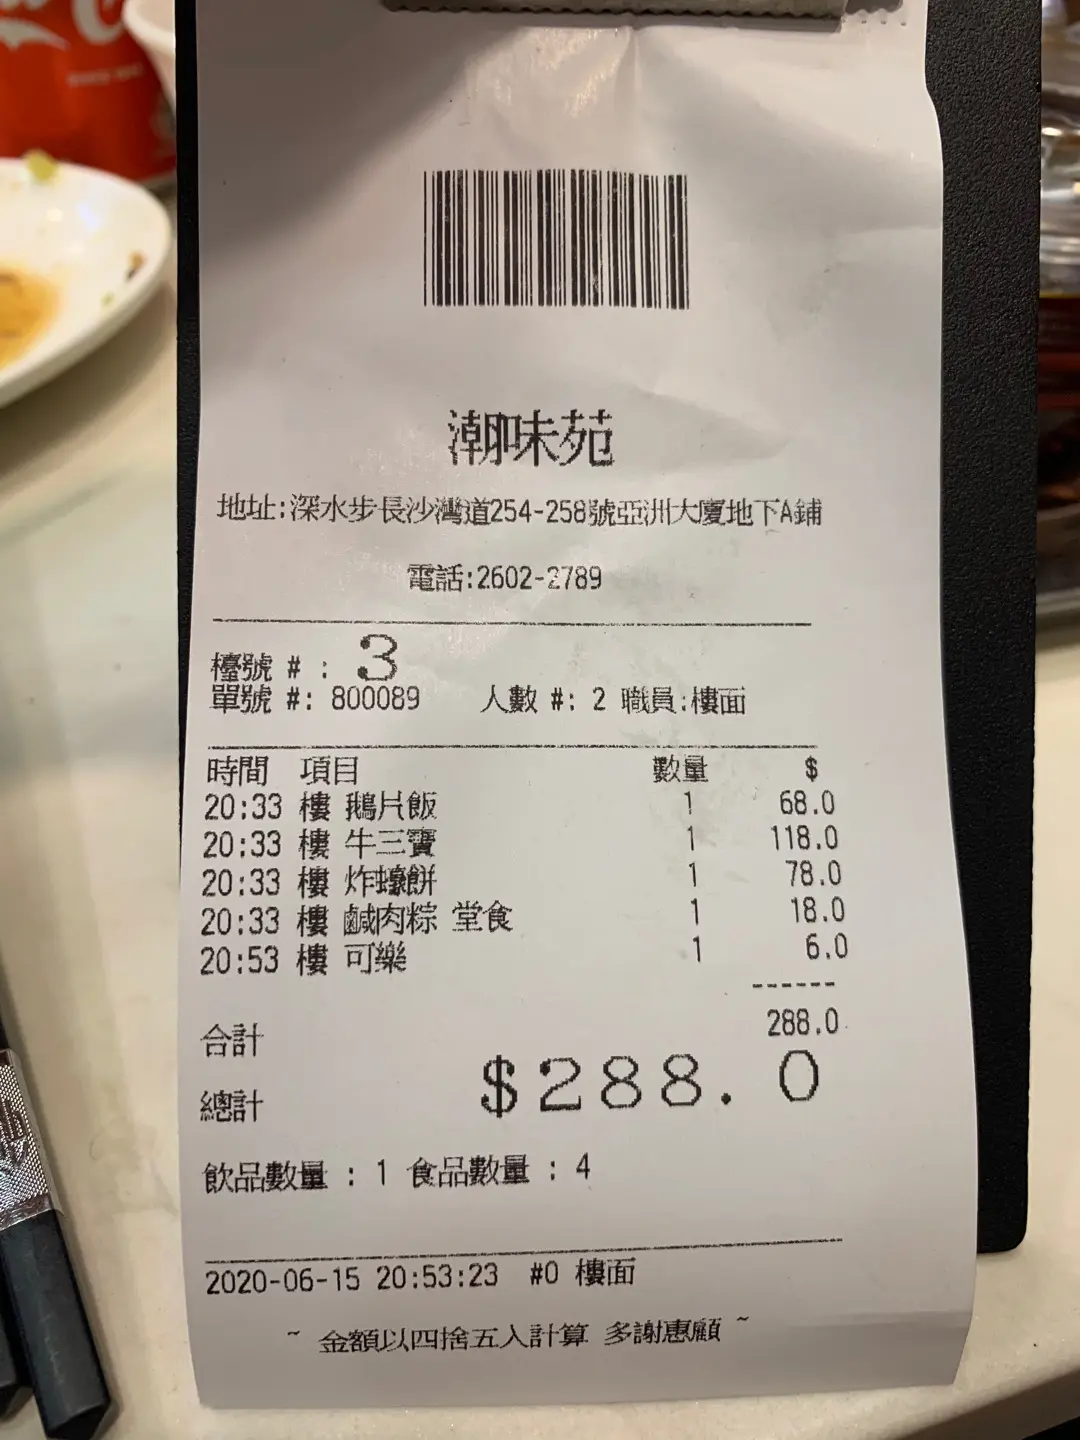 潮味苑
地址:深水步長沙灣道254-258號亞洲大廈地下A鋪
電話:2602-2789
檯號 # : 3
單號 #: 800089 人數 #: 2 職員:樓面
時間 項目 數量 $
20:33 樓 鵝片飯 1 68.0
20:33 樓 牛三寶 1 118.0
20:33 樓 炸蠔餅 1 78.0
20:33 樓 鹹肉粽 堂食 1 18.0
20:53 樓 可樂 1 6.0
------
合計 288.0
總計 $288.0
飲品數量 : 1 食品數量 : 4
2020-06-15 20:53:23 #0 樓面
~ 金額以四捨五入計算 多謝惠顧 ~